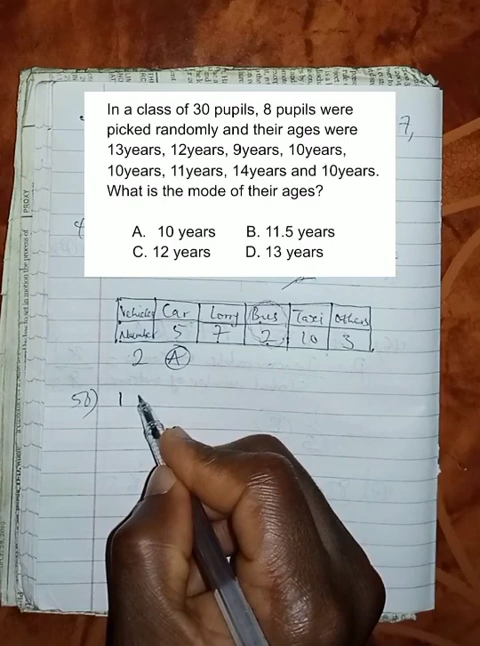 In a class of 30 pupils, 8 pupils were
picked randomly and their ages were
13years, 12years, 9years, 10years,
10years, 11years, 14years and 10years.
What is the mode of their ages?
A. 10 years B. 11.5 years
C. 12 years D. 13 years
7,
Vehicles Car Lorry Bus Taxi Others
Number 5 7 2 10 3
2 A
50) 1
PROXY